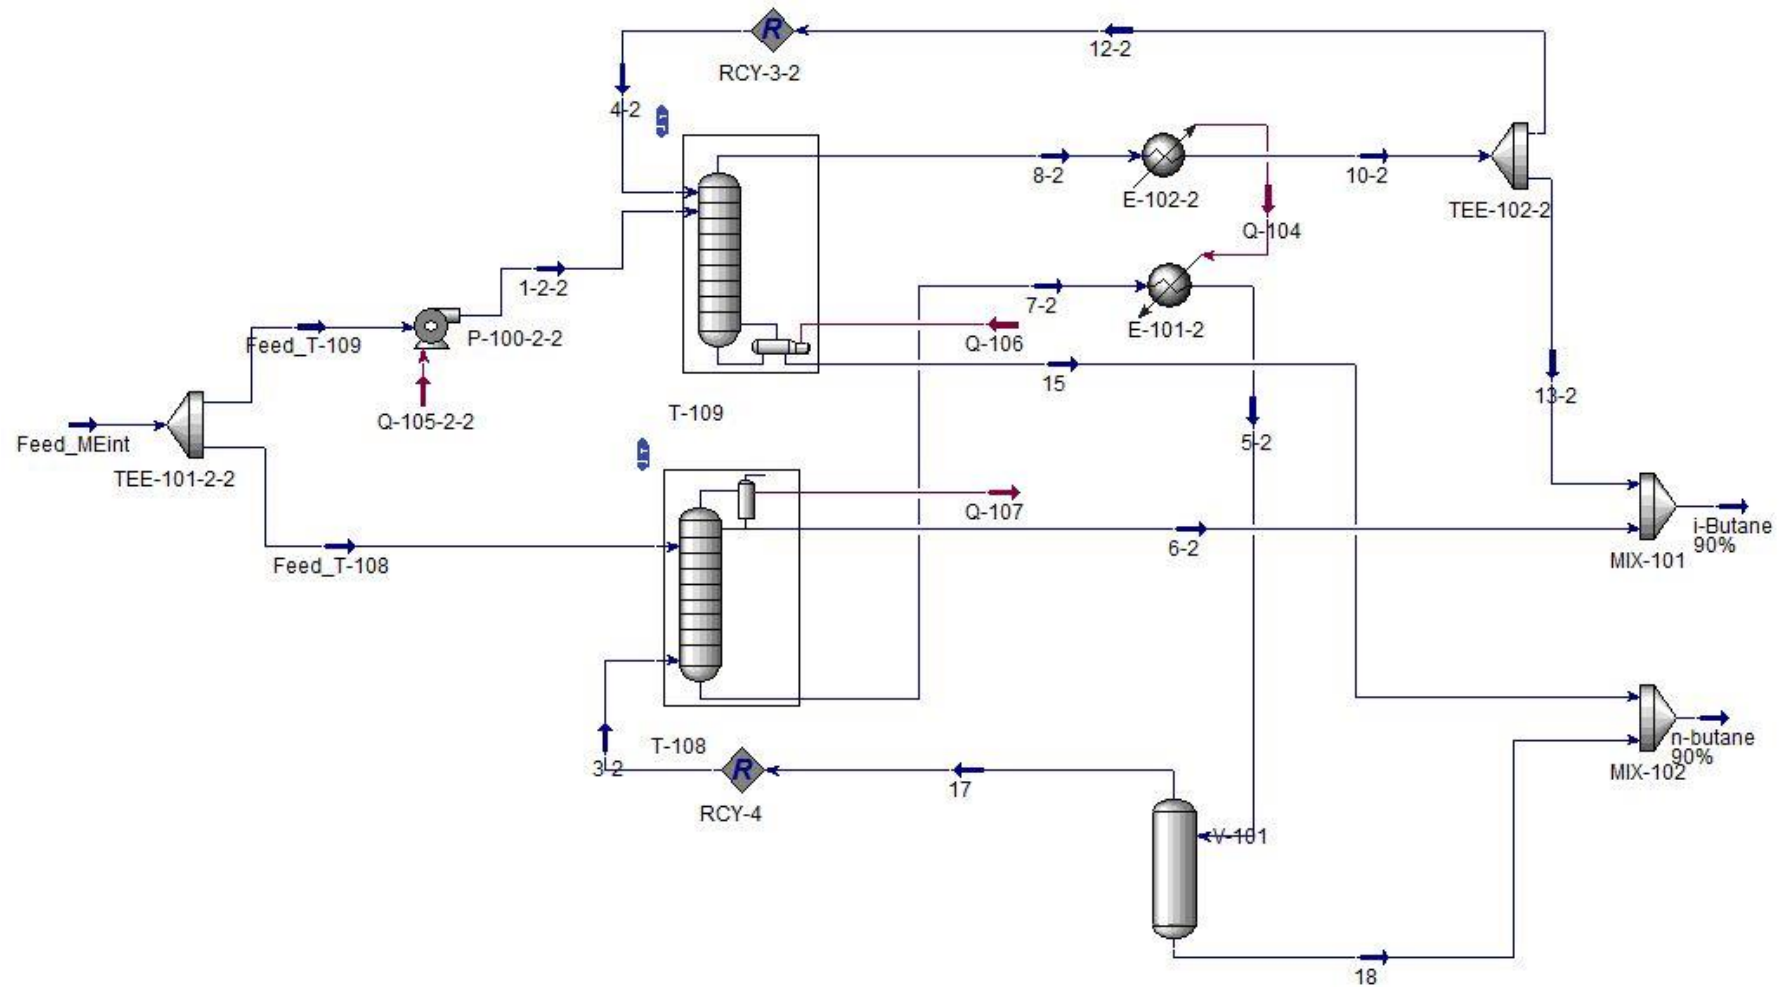 R
12-2
RCY-3-2
4-2
8-2
E-102-2
10-2
TEE-102-2
Q-104
1-2-2
7-2
E-101-2
P-100-2-2
Feed_T-109
Q-106
15
13-2
T-109
Q-105-2-2
Feed_MEint
5-2
TEE-101-2-2
Q-107
i-Butane
90%
6-2
MIX-101
Feed_T-108
n-butane
90%
T-108
MIX-102
3-2
R
17
RCY-4
V-101
18